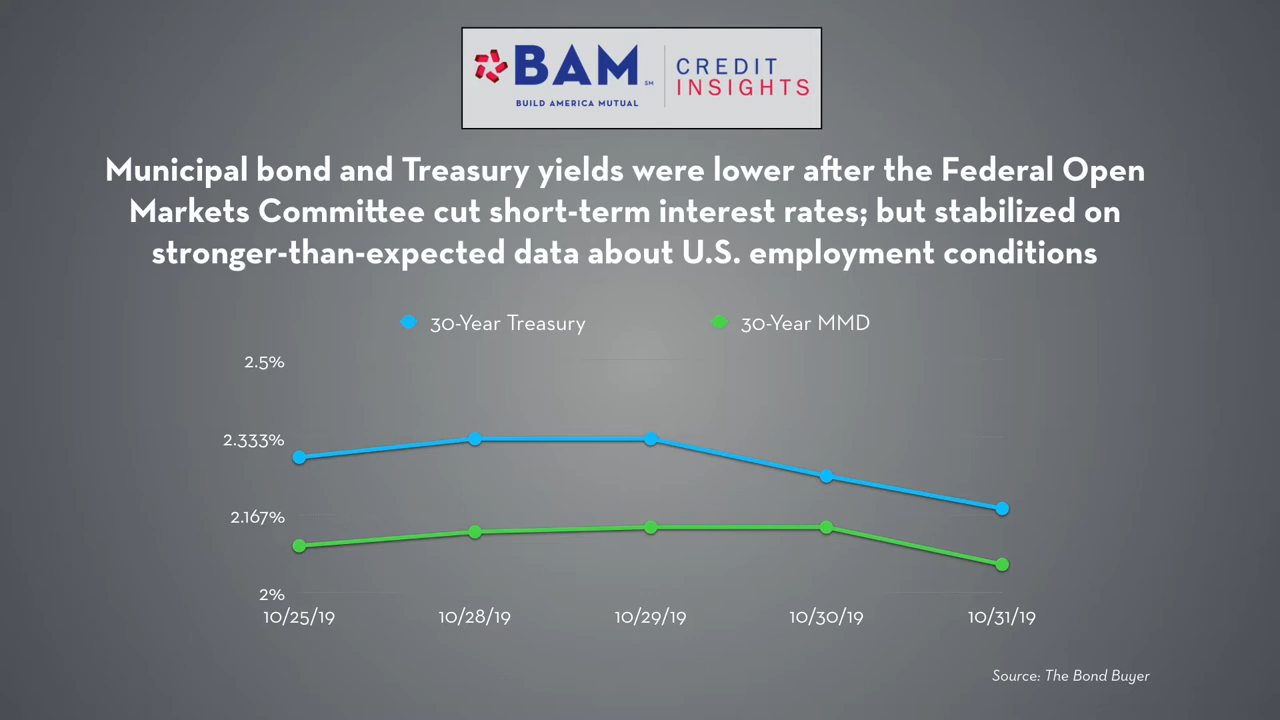 BAM SM
BUILD AMERICA MUTUAL
CREDIT
INSIGHTS
Municipal bond and Treasury yields were lower after the Federal Open
Markets Committee cut short-term interest rates; but stabilized on
stronger-than-expected data about U.S. employment conditions
30-Year Treasury
30-Year MMD
2.5%
2.333%
2.167%
2%
10/25/19 10/28/19 10/29/19 10/30/19 10/31/19
Source: The Bond Buyer